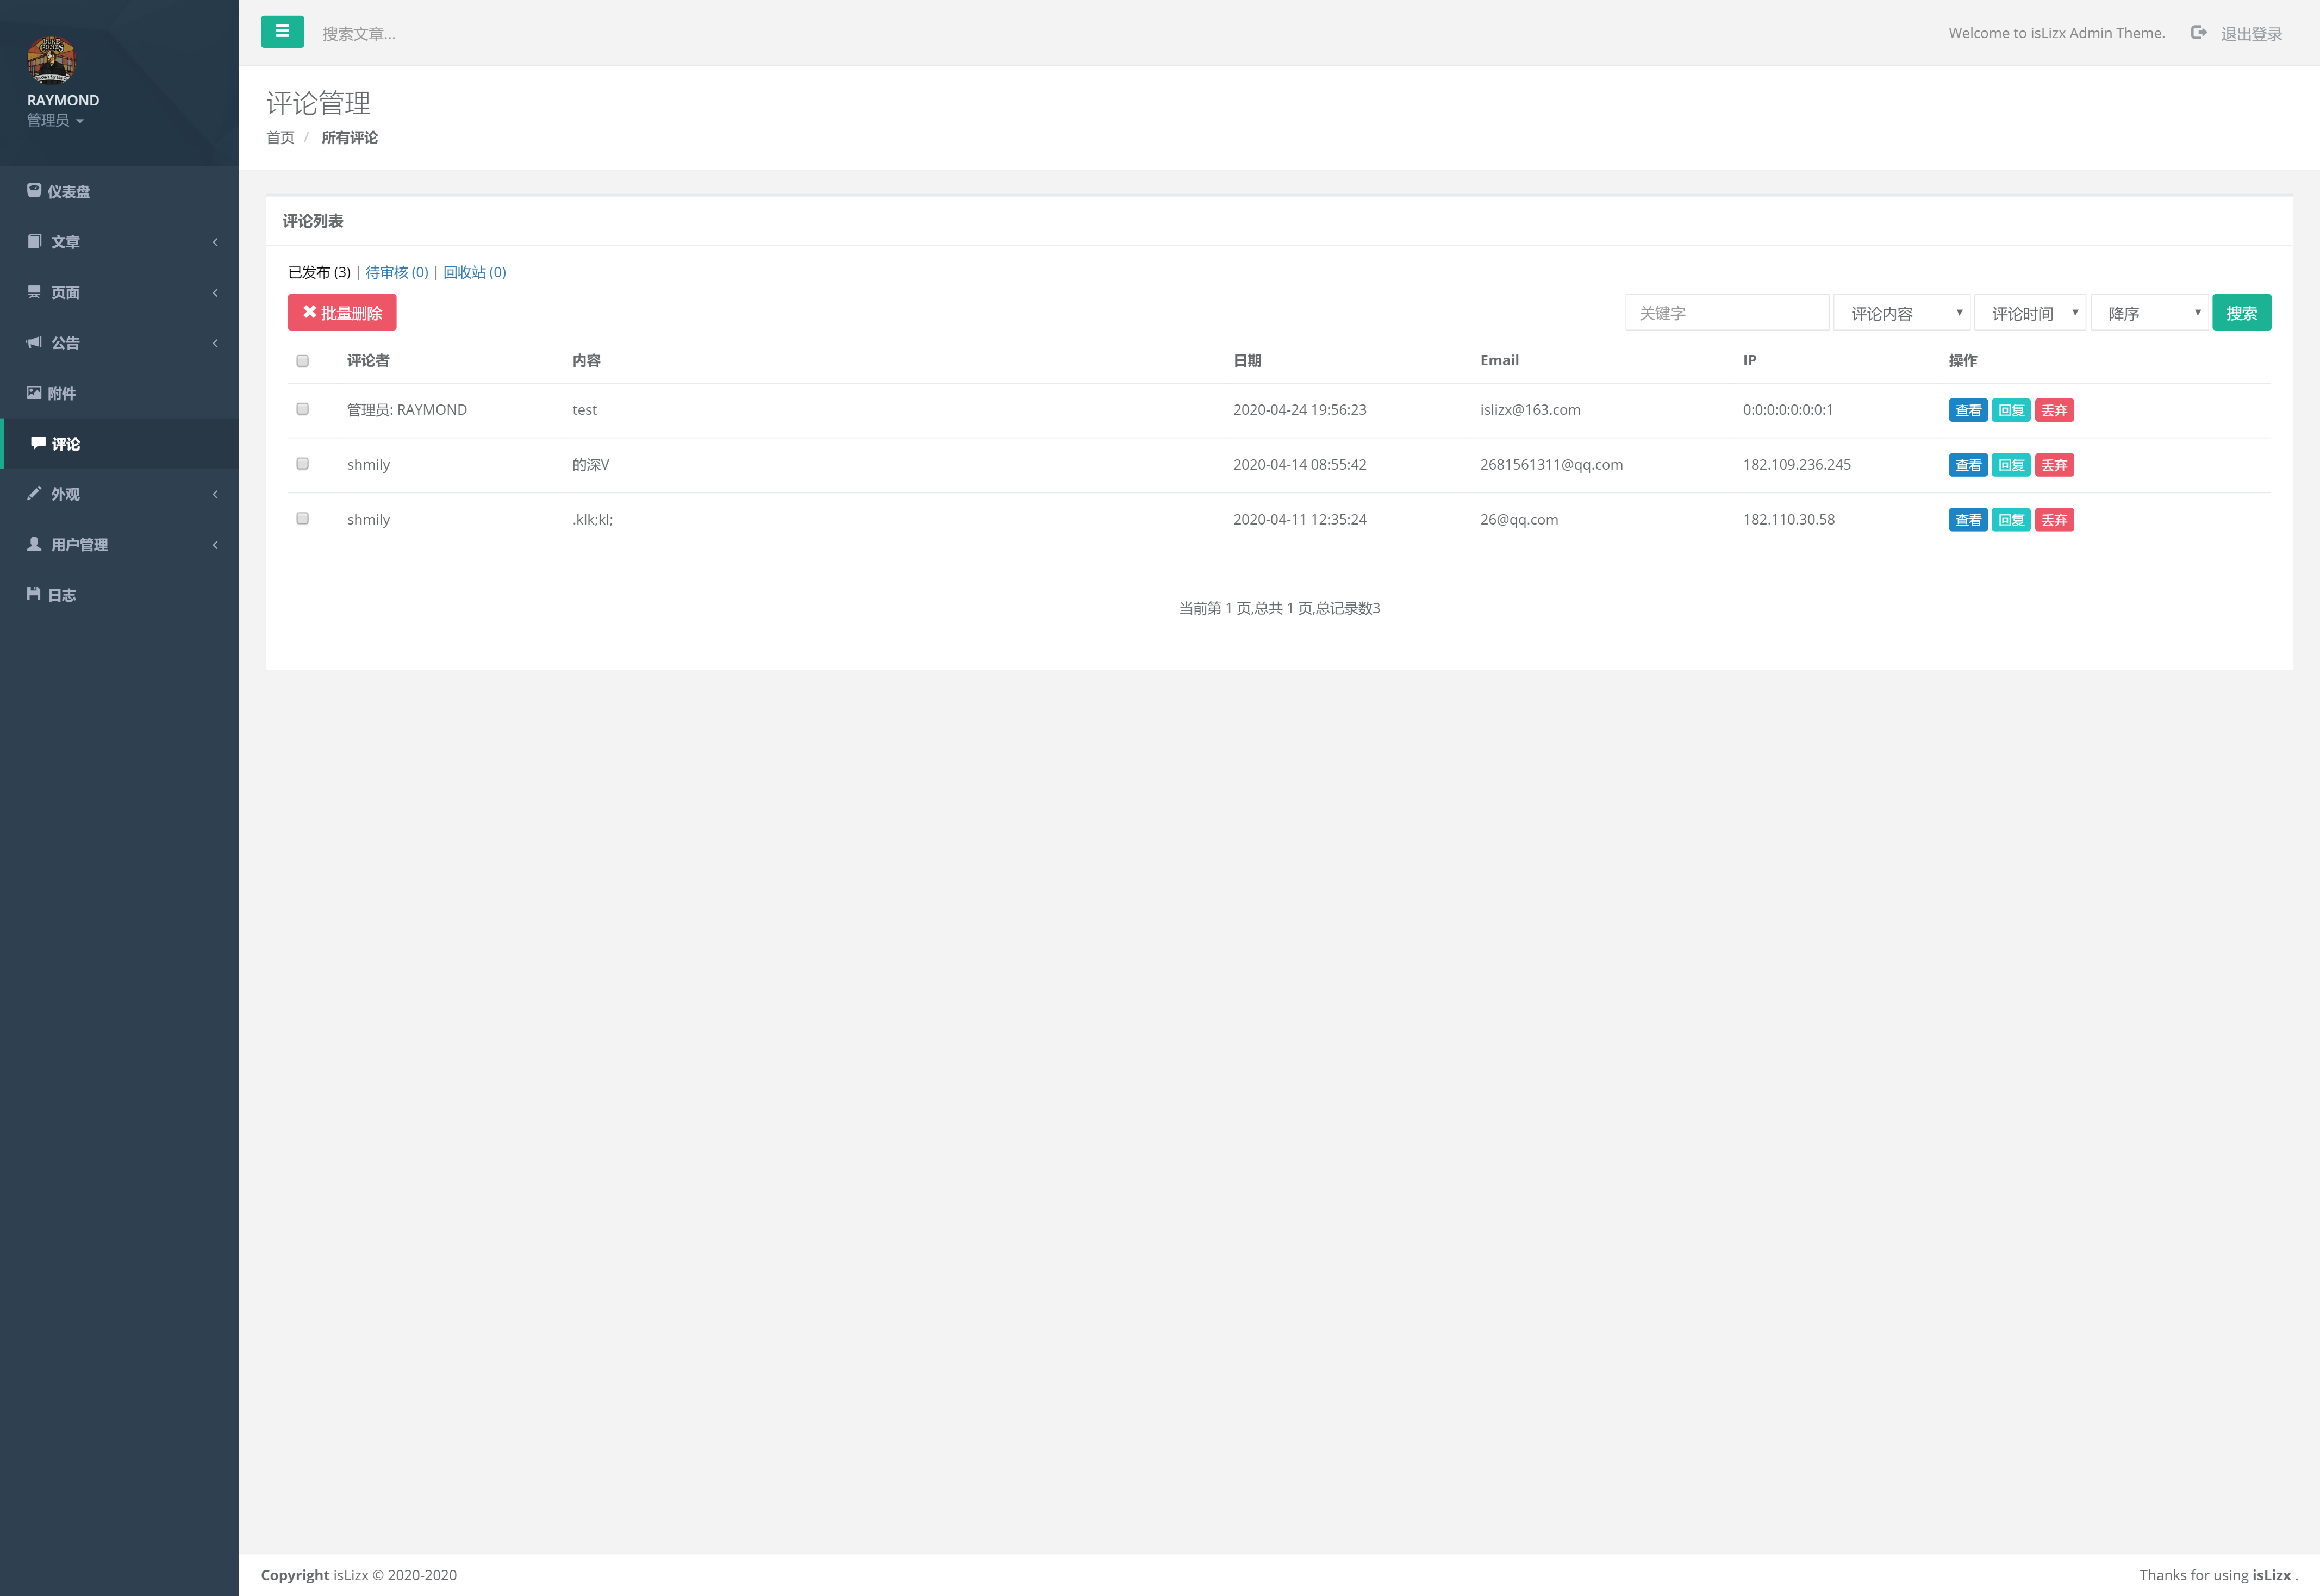 RAYMOND
管理员
仪表盘
文章
页面
公告
附件
评论
外观
用户管理
日志
搜索文章...
Welcome to isLizx Admin Theme. 退出登录
评论管理
首页 / 所有评论
评论列表
已发布 (3) | 待审核 (0) | 回收站 (0)
批量删除 关键字 评论内容 评论时间 降序 搜索
评论者 内容 日期 Email IP 操作
管理员: RAYMOND test 2020-04-24 19:56:23 islizx@163.com 0:0:0:0:0:0:0:1 查看 回复 丢弃
shmily 的深V 2020-04-14 08:55:42 2681561311@qq.com 182.109.236.245 查看 回复 丢弃
shmily .klk;kl; 2020-04-11 12:35:24 26@qq.com 182.110.30.58 查看 回复 丢弃
当前第 1 页,总共 1 页,总记录数3
Copyright isLizx © 2020-2020 Thanks for using isLizx .